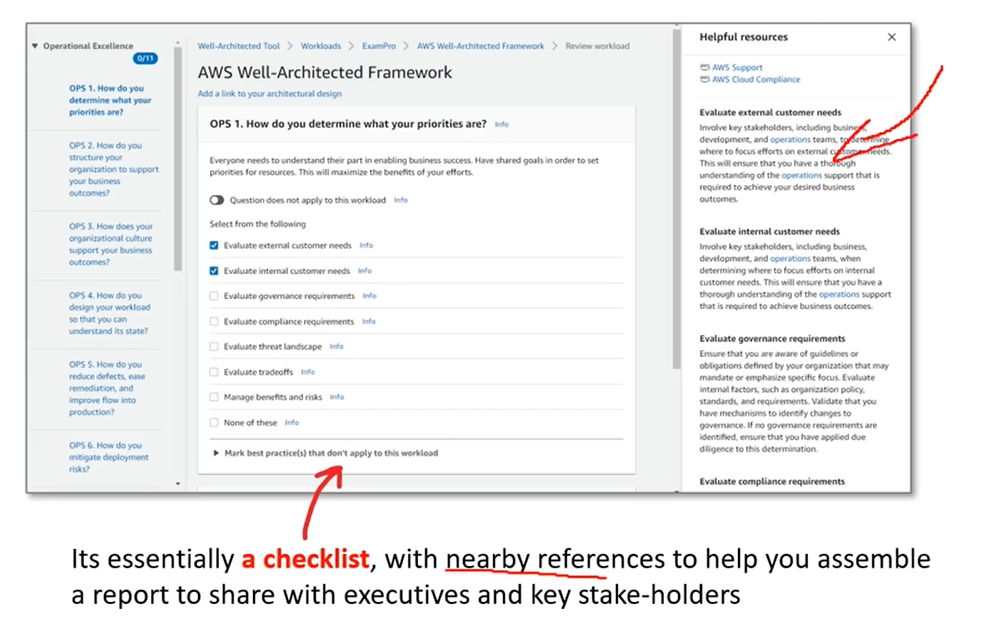 ▼ Operational Excellence
0/11
OPS 1. How do you
determine what your
priorities are?
OPS 2. How do you
structure your
organization to support
your business
outcomes?
OPS 3. How does your
organizational culture
support your business
outcomes?
OPS 4. How do you
design your workload
so that you can
understand its state?
OPS 5. How do you
reduce defects, ease
remediation, and
improve flow into
production?
OPS 6. How do you
mitigate deployment
risks?
Well-Architected Tool > Workloads > ExamPro > AWS Well-Architected Framework > Review workload
AWS Well-Architected Framework
Add a link to your architectural design
OPS 1. How do you determine what your priorities are? Info
Everyone needs to understand their part in enabling business success. Have shared goals in order to set
priorities for resources. This will maximize the benefits of your efforts.
Question does not apply to this workload Info
Select from the following
Evaluate external customer needs Info
Evaluate internal customer needs Info
Evaluate governance requirements Info
Evaluate compliance requirements Info
Evaluate threat landscape Info
Evaluate tradeoffs Info
Manage benefits and risks Info
None of these Info
▶ Mark best practice(s) that don't apply to this workload
Helpful resources
AWS Support
AWS Cloud Compliance
Evaluate external customer needs
Involve key stakeholders, including business,
development, and operations teams, to determine
where to focus efforts on external customer needs.
This will ensure that you have a thorough
understanding of the operations support that is
required to achieve your desired business
outcomes.
Evaluate internal customer needs
Involve key stakeholders, including business,
development, and operations teams, when
determining where to focus efforts on internal
customer needs. This will ensure that you have a
thorough understanding of the operations support
that is required to achieve business outcomes.
Evaluate governance requirements
Ensure that you are aware of guidelines or
obligations defined by your organization that may
mandate or emphasize specific focus. Evaluate
internal factors, such as organization policy,
standards, and requirements. Validate that you
have mechanisms to identify changes to
governance. If no governance requirements are
identified, ensure that you have applied due
diligence to this determination.
Evaluate compliance requirements
Its essentially a checklist, with nearby references to help you assemble
a report to share with executives and key stake-holders